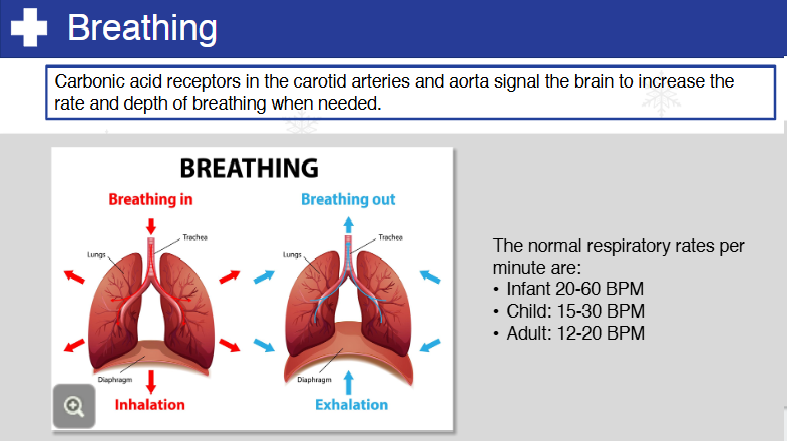 Breathing
Carbonic acid receptors in the carotid arteries and aorta signal the brain to increase the
rate and depth of breathing when needed.
BREATHING
Breathing in
Breathing out
Trachea
Trachea
Lungs
Lungs
Diaphragm
Diaphragm
Inhalation
Exhalation
The normal respiratory rates per
minute are:
• Infant 20-60 BPM
• Child: 15-30 BPM
• Adult: 12-20 BPM